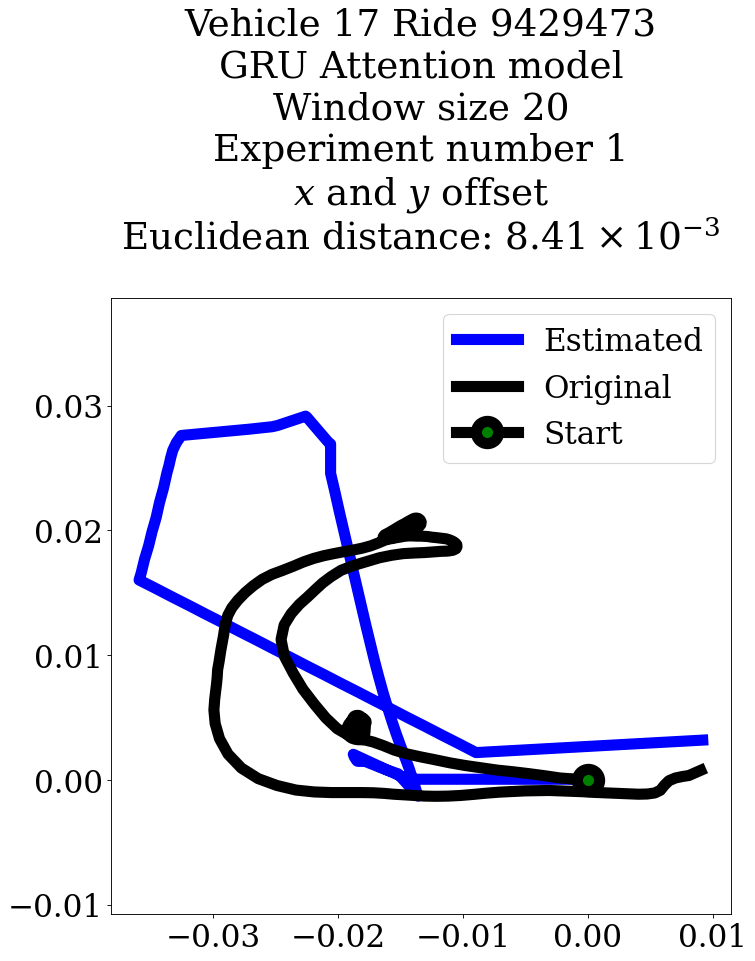 Vehicle 17 Ride 9429473
GRU Attention model
Window size 20
Experiment number 1
x and y offset
Euclidean distance: 8.41 × 10⁻³
Estimated
Original
Start
0.03
0.02
0.01
0.00
−0.01
−0.03 −0.02 −0.01 0.00 0.01